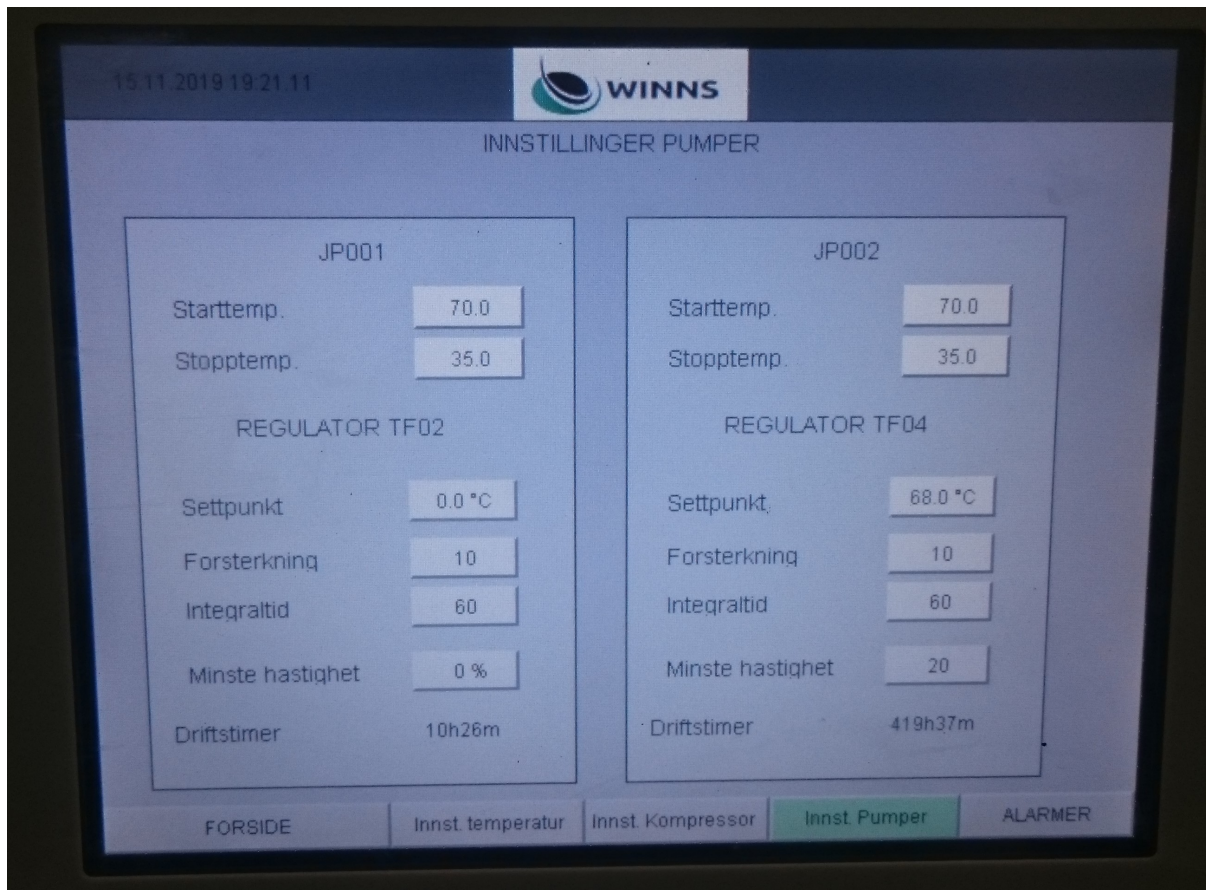 15.11.2019 19:21.11
WINNS
INNSTILLINGER PUMPER
JP001
Starttemp. 70.0
Stopptemp. 35.0
REGULATOR TF02
Settpunkt 0.0 °C
Forsterkning 10
Integraltid 60
Minste hastighet 0 %
Driftstimer 10h26m
JP002
Starttemp. 70.0
Stopptemp. 35.0
REGULATOR TF04
Settpunkt 68.0 °C
Forsterkning 10
Integraltid 60
Minste hastighet 20
Driftstimer 419h37m
FORSIDE Innst. temperatur Innst. Kompressor Innst. Pumper ALARMER